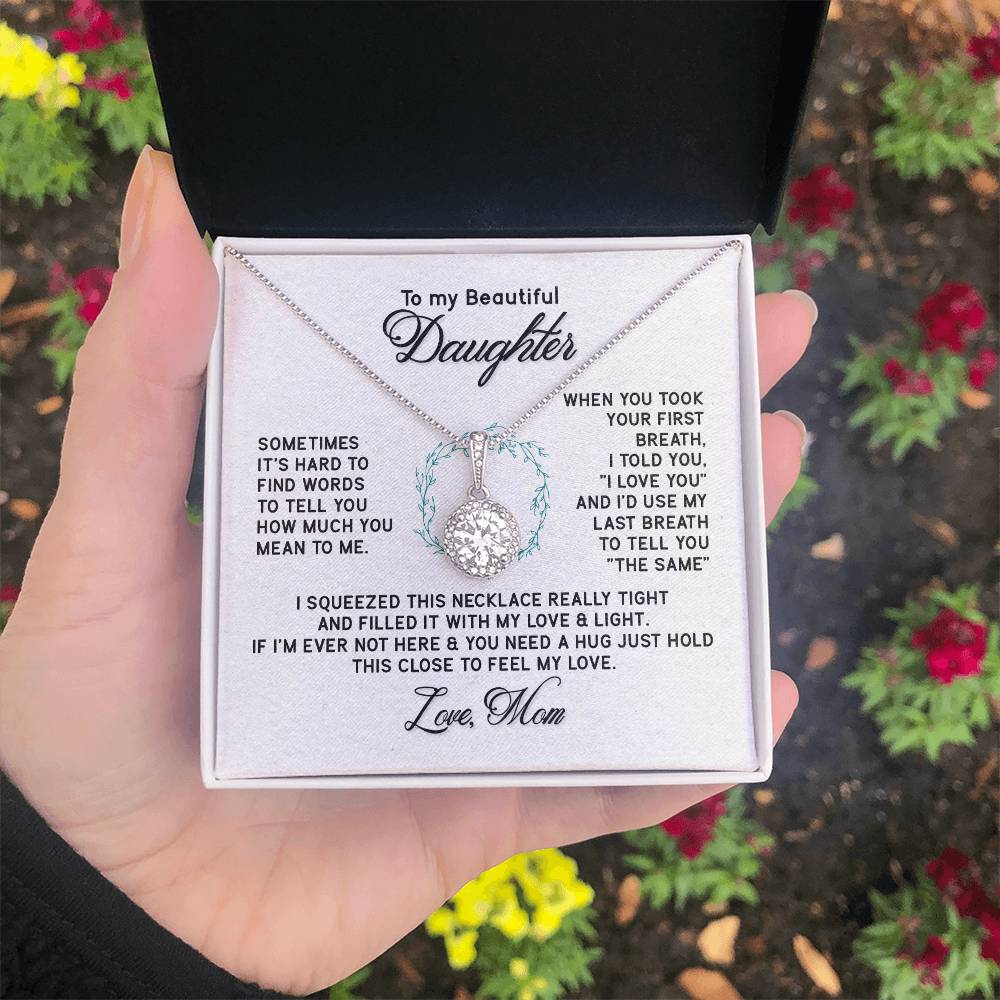 To my Beautiful
Daughter
SOMETIMES
IT'S HARD TO
FIND WORDS
TO TELL YOU
HOW MUCH YOU
MEAN TO ME.
WHEN YOU TOOK
YOUR FIRST
BREATH,
I TOLD YOU,
"I LOVE YOU"
AND I'D USE MY
LAST BREATH
TO TELL YOU
"THE SAME"
I SQUEEZED THIS NECKLACE REALLY TIGHT
AND FILLED IT WITH MY LOVE & LIGHT.
IF I'M EVER NOT HERE & YOU NEED A HUG JUST HOLD
THIS CLOSE TO FEEL MY LOVE.
Love, Mom